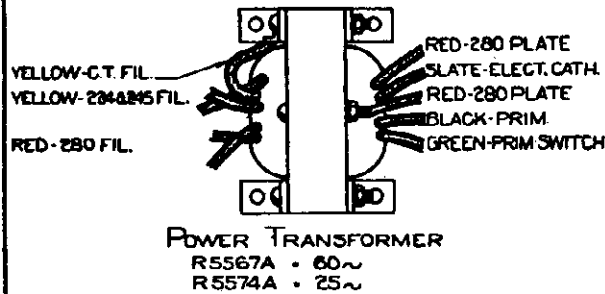 YELLOW-C.T. FIL.
YELLOW-224&245 FIL.
RED-280 FIL.
RED-280 PLATE
SLATE-ELECT. CATH.
RED-280 PLATE
BLACK-PRIM.
GREEN-PRIM SWITCH
POWER TRANSFORMER
R5567A • 60~
R5574A • 25~